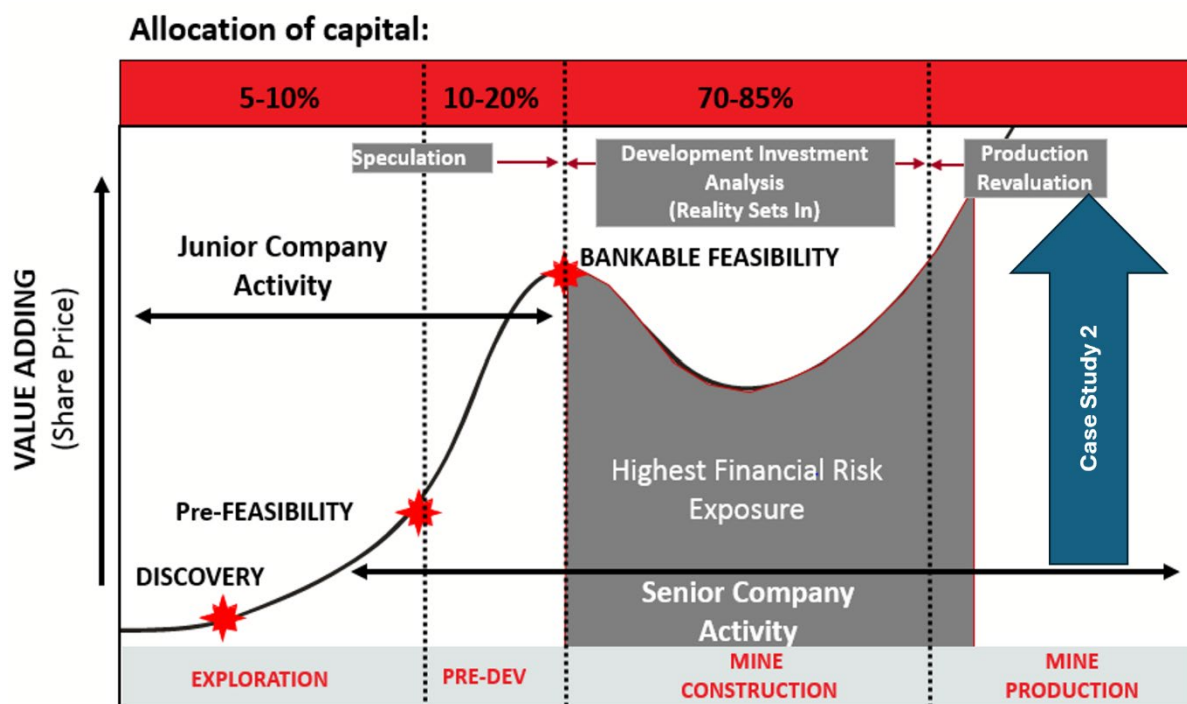 Allocation of capital:
5-10%
10-20%
70-85%
Speculation
Development Investment
Analysis
(Reality Sets In)
Production
Revaluation
Junior Company
Activity
BANKABLE FEASIBILITY
VALUE ADDING
(Share Price)
Case Study 2
Highest Financial Risk
Exposure
Pre-FEASIBILITY
DISCOVERY
Senior Company
Activity
EXPLORATION
PRE-DEV
MINE
CONSTRUCTION
MINE
PRODUCTION